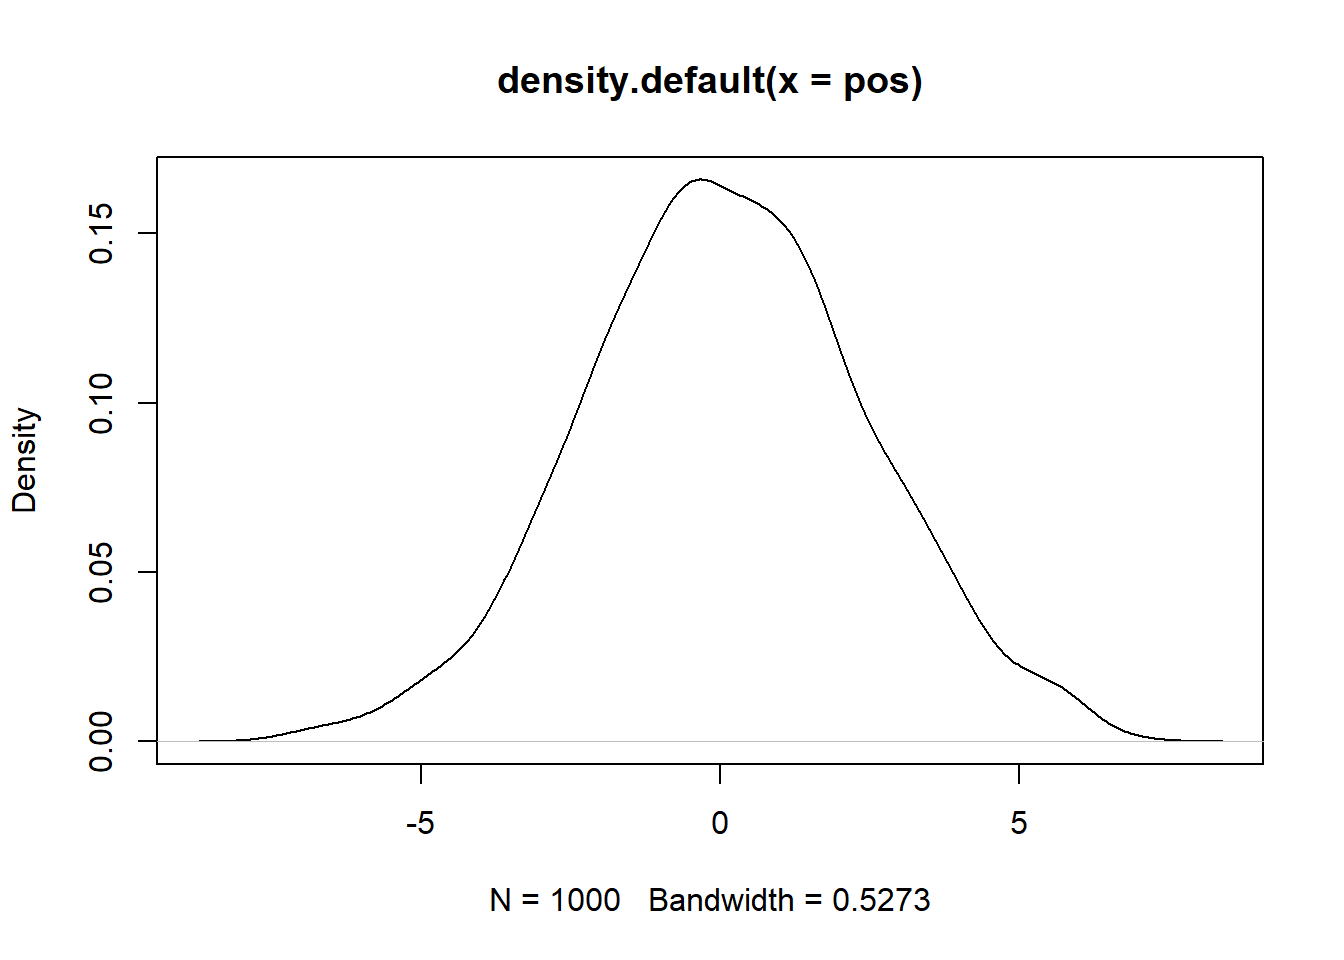 density.default(x = pos)
Density
0.15
0.10
0.05
0.00
-5 0 5
N = 1000 Bandwidth = 0.5273